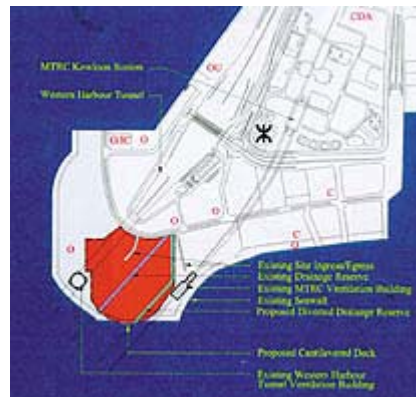 CDA
MTRC Kowloon Station
OU
Western Harbour Tunnel
G/IC O
O
O
C
O
C
O
Existing Site Ingress/Egress
Existing Drainage Reserve
Existing MTRC Ventilation Building
Existing Seawall
Proposed Diverted Drainage Reserve
Proposed Cantilevered Deck
Existing Western Harbour
Tunnel Ventilation Building